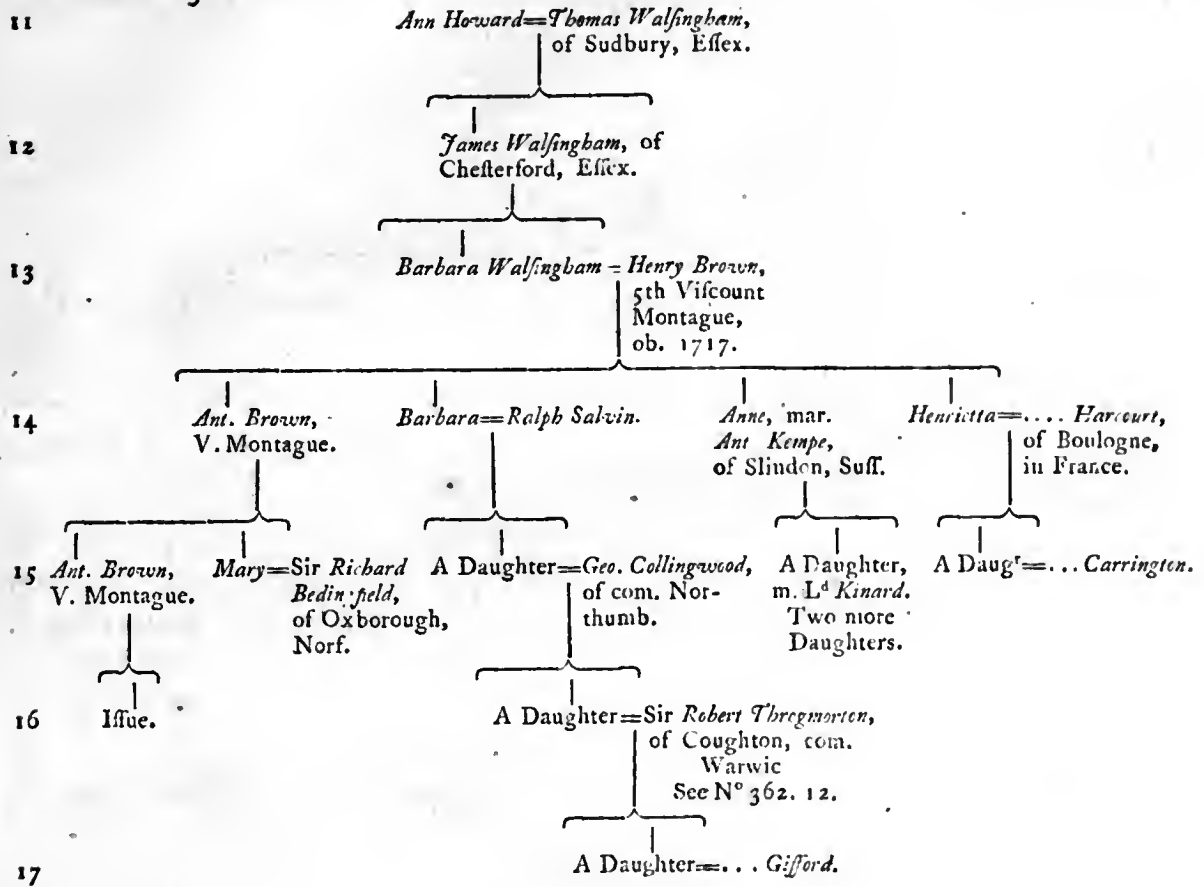 11 Ann Howard=Thomas Walſingham,
of Sudbury, Eſſex.
12 James Walſingham, of
Cheſterford, Eſſex.
13 Barbara Walſingham = Henry Brown,
5th Viſcount
Montague,
ob. 1717.
14 Ant. Brown, Barbara=Ralph Salvin. Anne, mar. Henrietta=.... Harcourt,
V. Montague. Ant Kempe, of Boulogne,
of Slindon, Suff. in France.
15 Ant. Brown, Mary=Sir Richard A Daughter=Geo. Collingwood, A Daughter, A Daugr=... Carrington.
V. Montague. Bedingfield, of com. Nor- m. Ld Kinard.
of Oxborough, thumb. Two more
Norf. Daughters.
16 Iſſue. A Daughter=Sir Robert Throgmorton,
of Coughton, com.
Warwic
See No 362. 12.
17 A Daughter=... Gifford.